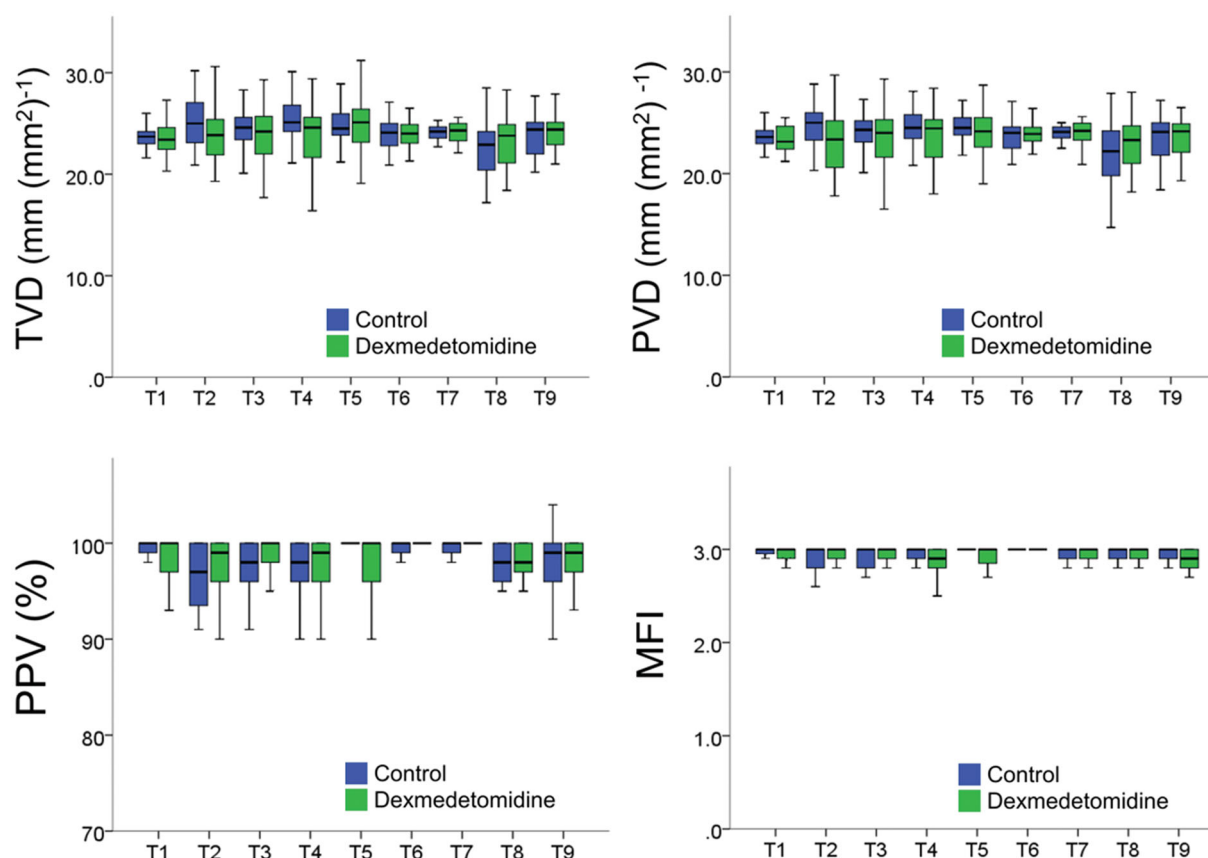 TVD (mm (mm²)⁻¹)
30.0
20.0
10.0
.0
Control
Dexmedetomidine
T1 T2 T3 T4 T5 T6 T7 T8 T9
PVD (mm (mm²) ⁻¹)
30.0
20.0
10.0
.0
Control
Dexmedetomidine
T1 T2 T3 T4 T5 T6 T7 T8 T9
PPV (%)
100
90
80
70
Control
Dexmedetomidine
T1 T2 T3 T4 T5 T6 T7 T8 T9
MFI
3.0
2.0
1.0
.0
Control
Dexmedetomidine
T1 T2 T3 T4 T5 T6 T7 T8 T9